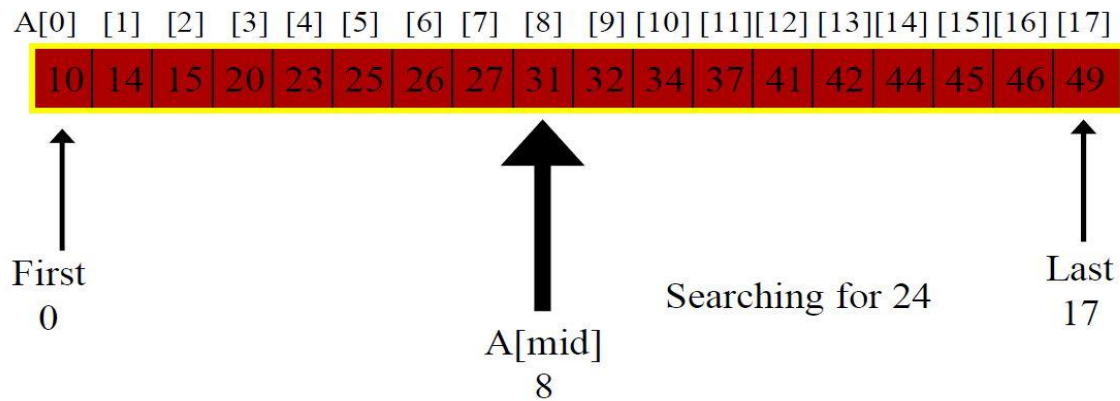 A[0] [1] [2] [3] [4] [5] [6] [7] [8] [9] [10] [11] [12] [13] [14] [15] [16] [17]
10 14 15 20 23 25 26 27 31 32 34 37 41 42 44 45 46 49
First
0
A[mid]
8
Searching for 24
Last
17